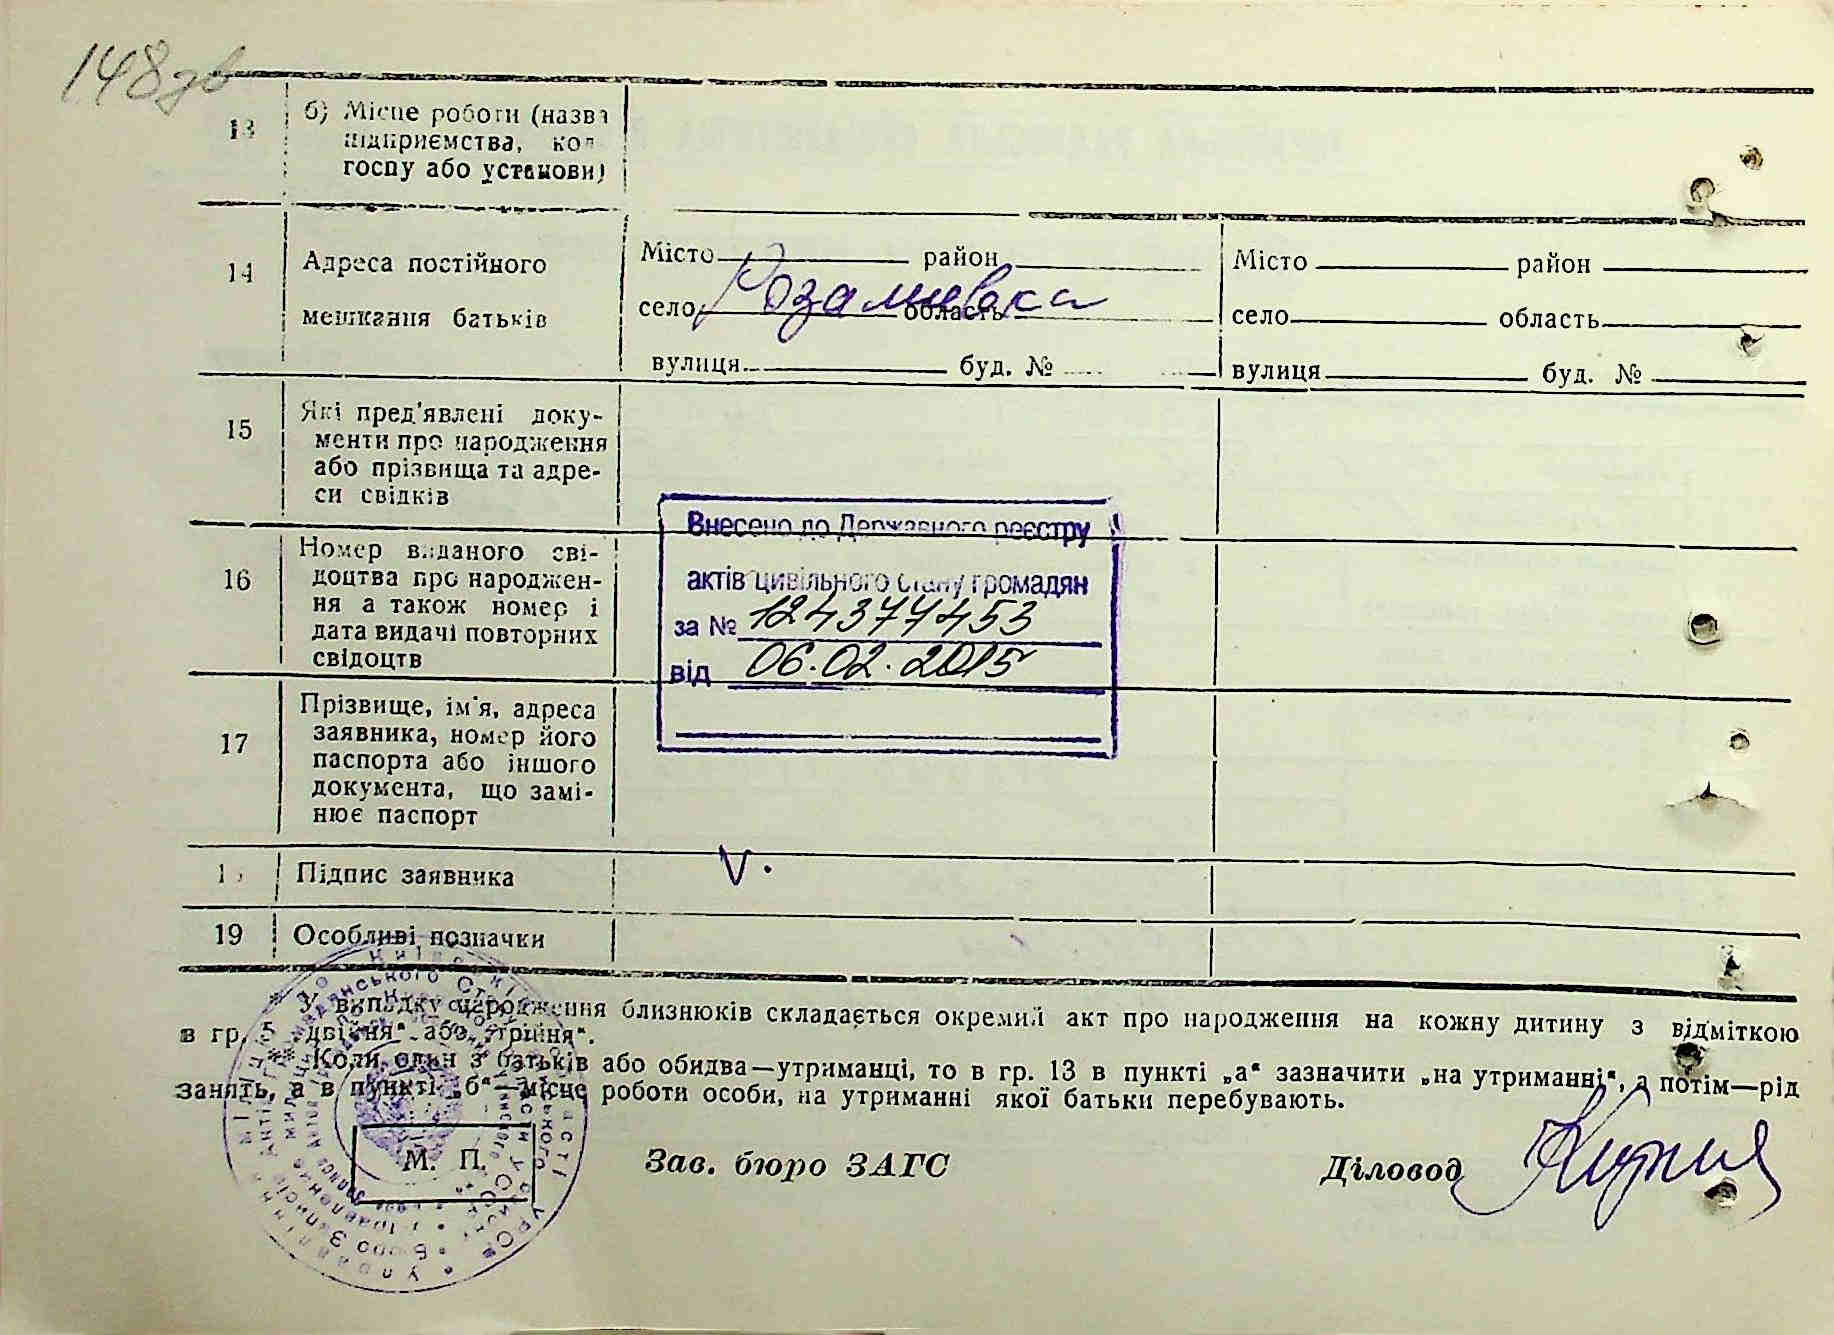 148зв
13
б) Місце роботи (назва
підприємства, кол-
госпу або установи)
14
Адреса постійного
мешкання батьків
Місто район
село Розаливка область
вулиця буд. №
Місто район
село область
вулиця буд. №
15
Які пред'явлені доку-
менти про народження
або прізвища та адре-
си свідків
16
Номер виданого сві-
доцтва про народжен-
ня а також номер і
дата видачі повторних
свідоцтв
Внесено до Державного реєстру
актів цивільного стану громадян
за № 124377453
від 06.02.2015
17
Прізвище, ім'я, адреса
заявника, номер його
паспорта або іншого
документа, що замі-
нює паспорт
Підпис заявника
V.
19
Особливі позначки
У випадку народження близнюків складається окремий акт про народження на кожну дитину з відміткою
в гр. 5 „двійня“ або „трійня“.
Коли один з батьків або обидва—утриманці, то в гр. 13 в пункті „а“ зазначити „на утриманні“, а потім—рід
занять, а в пункті „б“—місце роботи особи, на утриманні якої батьки перебувають.
М. П.
Зав. бюро ЗАГС
Діловод